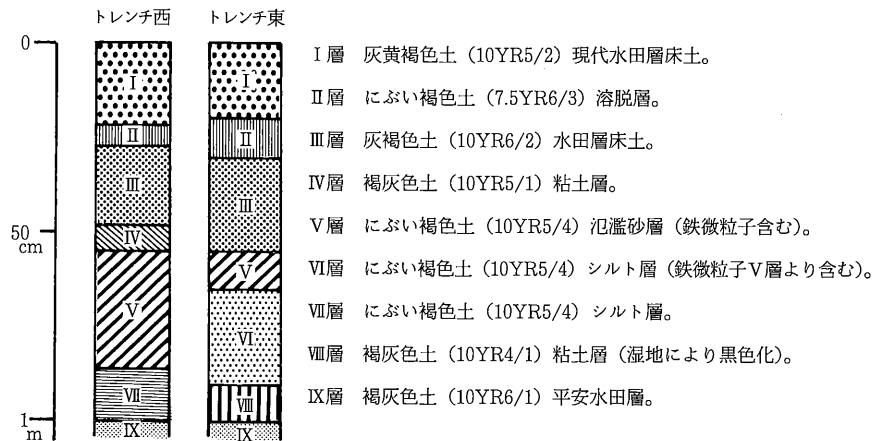 トレンチ西 トレンチ東
0
50
cm
1
m
Ⅰ
Ⅱ
Ⅲ
Ⅳ
Ⅴ
Ⅶ
Ⅸ
Ⅰ
Ⅱ
Ⅲ
Ⅴ
Ⅵ
Ⅷ
Ⅸ
Ⅰ層 灰黄褐色土（10YR5/2）現代水田層床土。
Ⅱ層 にぶい褐色土（7.5YR6/3）溶脱層。
Ⅲ層 灰褐色土（10YR6/2）水田層床土。
Ⅳ層 褐灰色土（10YR5/1）粘土層。
Ⅴ層 にぶい褐色土（10YR5/4）氾濫砂層（鉄微粒子含む）。
Ⅵ層 にぶい褐色土（10YR5/4）シルト層（鉄微粒子Ⅴ層より含む）。
Ⅶ層 にぶい褐色土（10YR5/4）シルト層。
Ⅷ層 褐灰色土（10YR4/1）粘土層（湿地により黒色化）。
Ⅸ層 褐灰色土（10YR6/1）平安水田層。